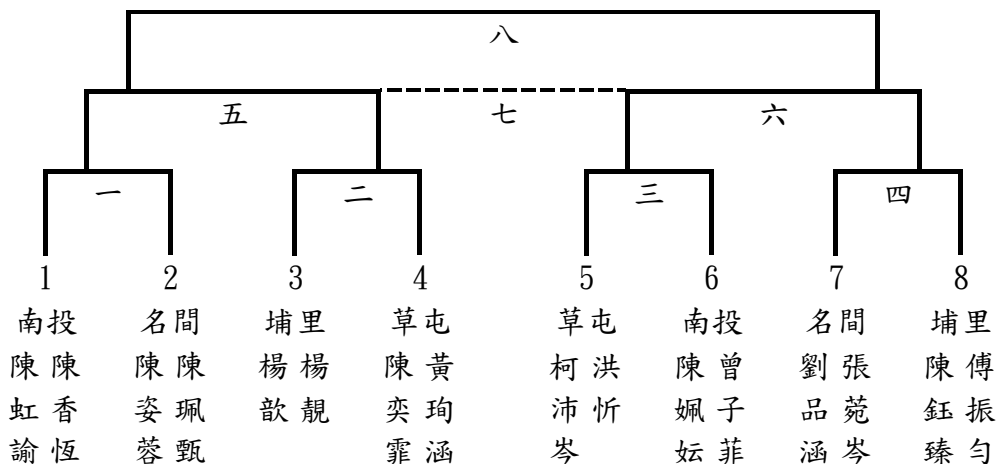 八
五 七 六
一 二 三 四
1 2 3 4 5 6 7 8
南投 名間 埔里 草屯 草屯 南投 名間 埔里
陳 陳 陳 陳 楊 楊 陳 黃 柯 洪 陳 曾 劉 張 陳 傅
虹 香 姿 珮 歆 靚 奕 珣 沛 忻 姵 子 品 菀 鈺 振
諭 恆 蓉 甄 霏 涵 岑 妘 菲 涵 岑 臻 勻